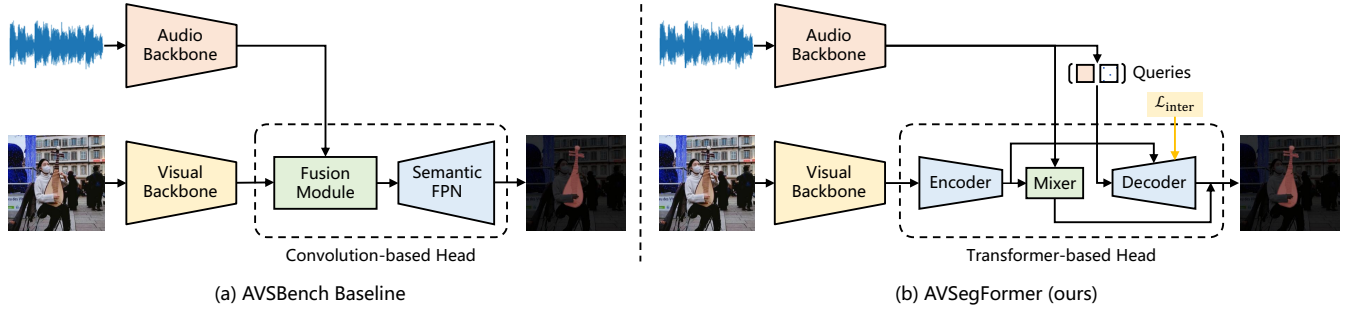 Audio
Backbone
Visual
Backbone
Fusion
Module
Semantic
FPN
Convolution-based Head
(a) AVSBench Baseline
Audio
Backbone
Queries
ℒinter
Visual
Backbone
Encoder
Mixer
Decoder
Transformer-based Head
(b) AVSegFormer (ours)